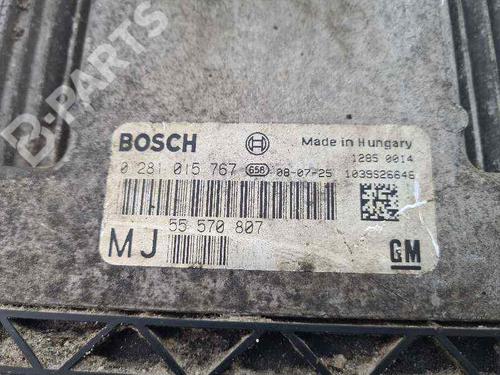 B-PARTS
BOSCH
Made in Hungary
0 281 015 767 656 08-07-25
1285 0014
1039S26646
55 570 807
MJ
GM